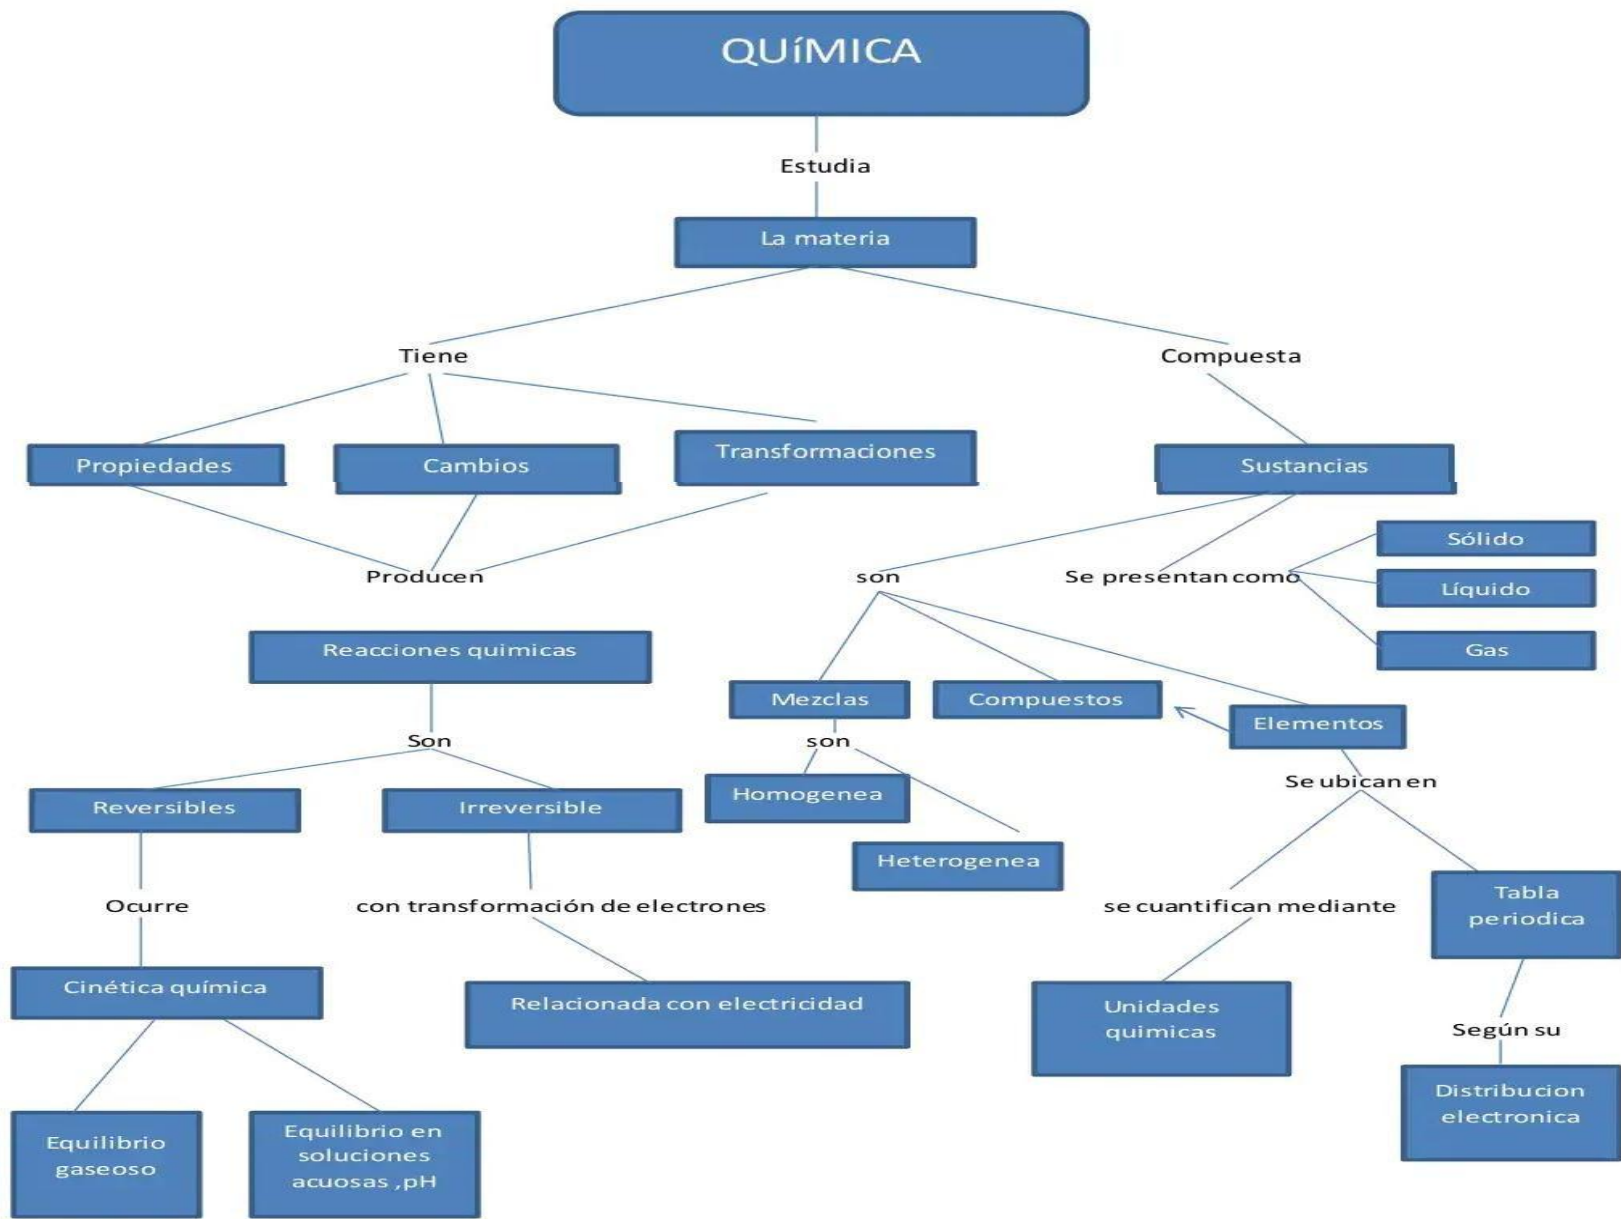 QUíMICA
Estudia
La materia
Tiene
Compuesta
Propiedades
Cambios
Transformaciones
Sustancias
Producen
son
Se presentan como
Sólido
Líquido
Gas
Reacciones quimicas
Mezclas
Compuestos
Elementos
Son
son
Se ubican en
Reversibles
Irreversible
Homogenea
Heterogenea
Ocurre
con transformación de electrones
se cuantifican mediante
Tabla
periodica
Cinética química
Relacionada con electricidad
Unidades
quimicas
Según su
Distribucion
electronica
Equilibrio
gaseoso
Equilibrio en
soluciones
acuosas ,pH